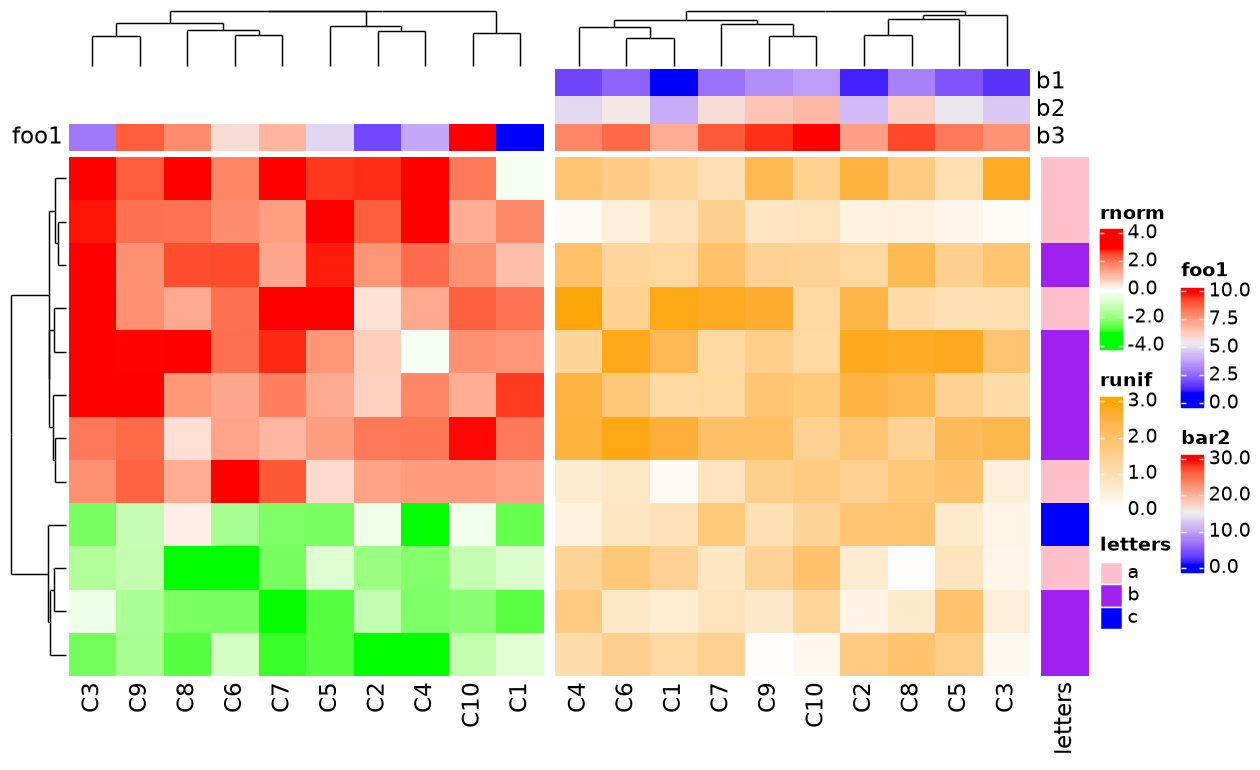 b1
b2
foo1
b3
C3 C9 C8 C6 C7 C5 C2 C4 C10 C1
C4 C6 C1 C7 C9 C10 C2 C8 C5 C3
letters
rnorm
4.0
2.0
0.0
-2.0
-4.0
runif
3.0
2.0
1.0
0.0
letters
a
b
c
foo1
10.0
7.5
5.0
2.5
0.0
bar2
30.0
20.0
10.0
0.0